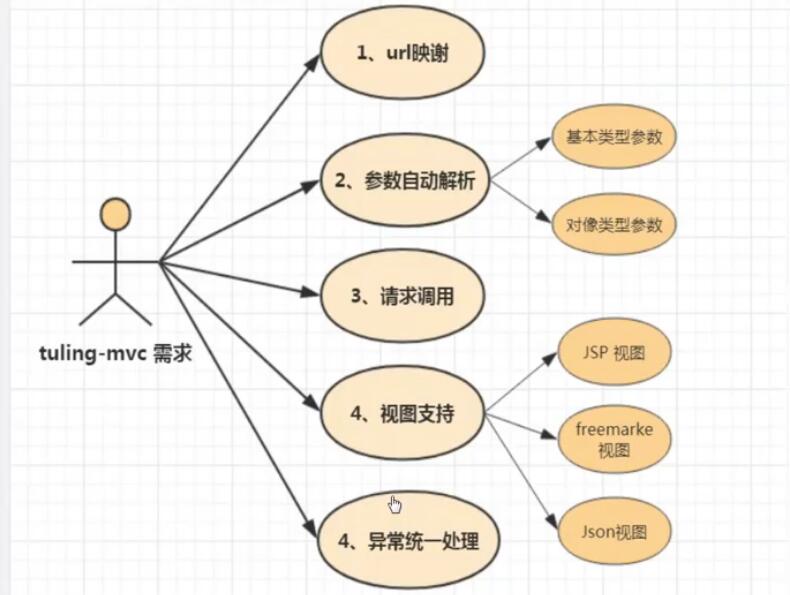 1、url映谢
2、参数自动解析
基本类型参数
对像类型参数
3、请求调用
tuling-mvc 需求
4、视图支持
JSP 视图
freemarke
视图
Json视图
4、异常统一处理